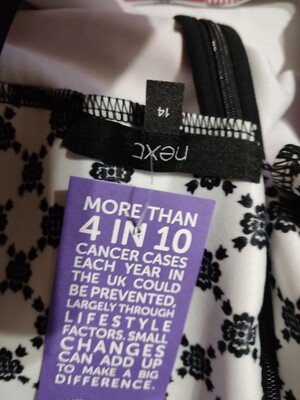 14
next
MORE THAN
4 IN 10
CANCER CASES
EACH YEAR IN
THE UK COULD
BE PREVENTED,
LARGELY THROUGH
LIFESTYLE
FACTORS. SMALL
CHANGES
CAN ADD UP
TO MAKE A BIG
DIFFERENCE.